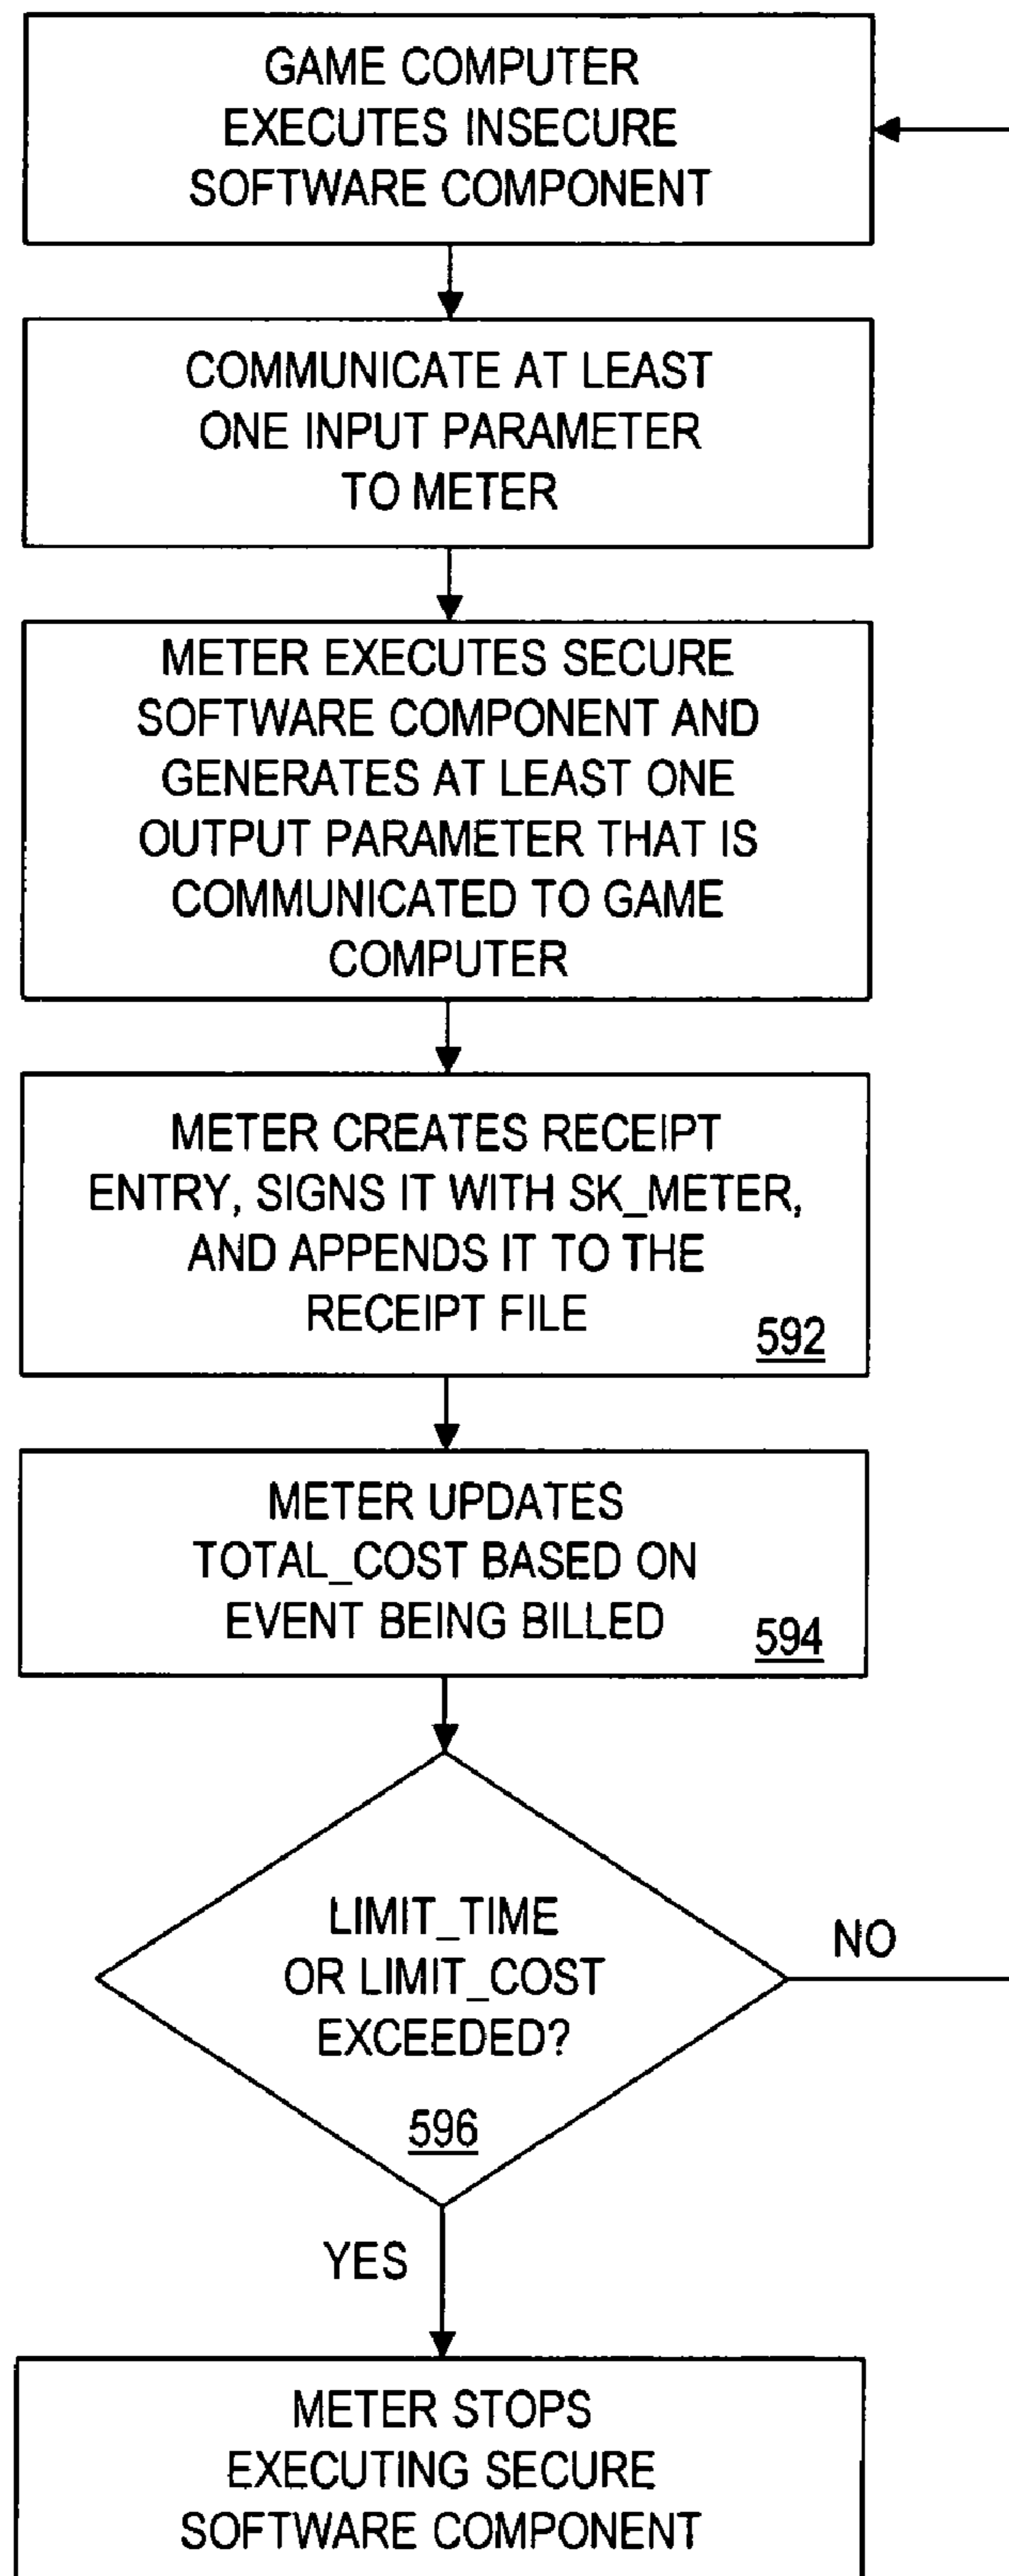 GAME COMPUTER
EXECUTES INSECURE
SOFTWARE COMPONENT
COMMUNICATE AT LEAST
ONE INPUT PARAMETER
TO METER
METER EXECUTES SECURE
SOFTWARE COMPONENT AND
GENERATES AT LEAST ONE
OUTPUT PARAMETER THAT IS
COMMUNICATED TO GAME
COMPUTER
METER CREATES RECEIPT
ENTRY, SIGNS IT WITH SK_METER,
AND APPENDS IT TO THE
RECEIPT FILE
592
METER UPDATES
TOTAL_COST BASED ON
EVENT BEING BILLED
594
LIMIT_TIME
OR LIMIT_COST
EXCEEDED?
596
NO
YES
METER STOPS
EXECUTING SECURE
SOFTWARE COMPONENT